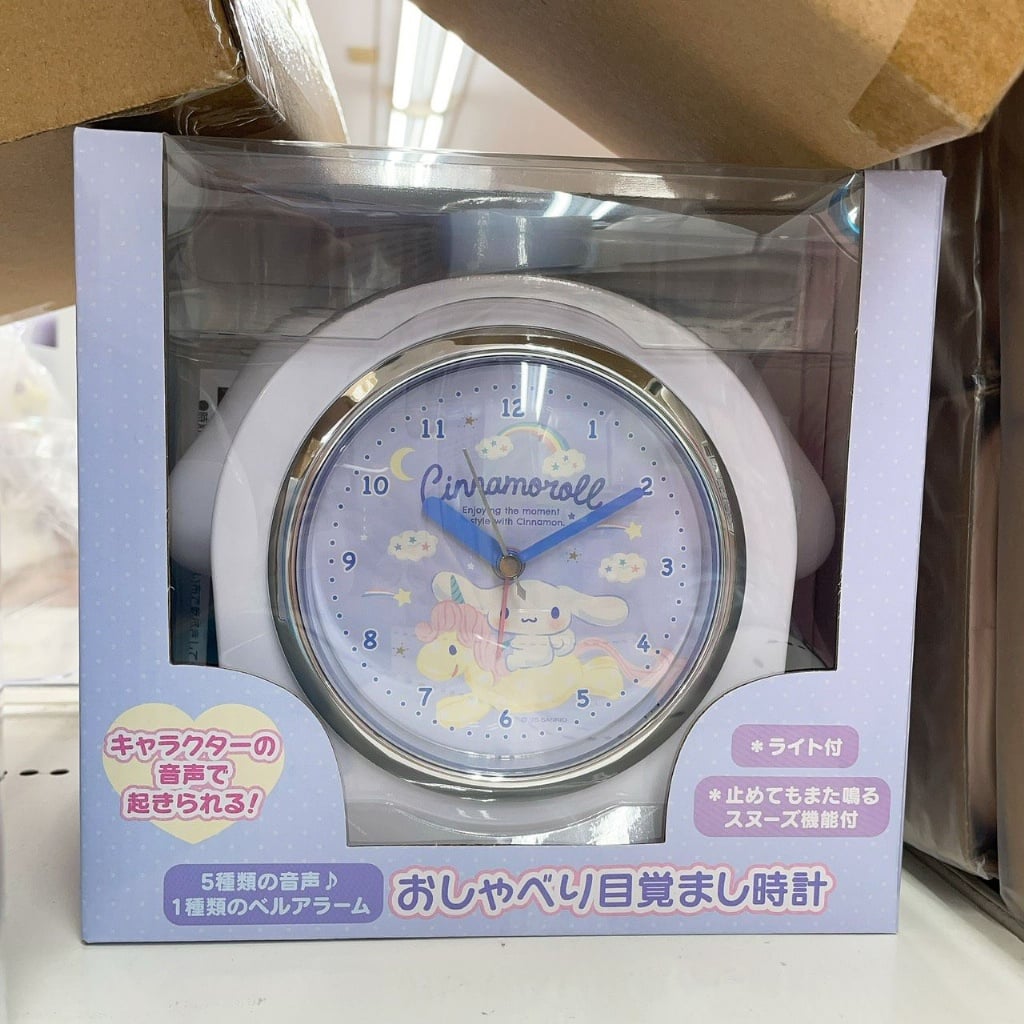 12
11
1
10
2
9
3
8
4
7
5
6
Cinnamoroll
Enjoying the moment
style with Cinnamon.
SANRIO
キャラクターの
音声で
起きられる!
*ライト付
*止めてもまた鳴る
スヌーズ機能付
5種類の音声♪
1種類のベルアラーム
おしゃべり目覚まし時計